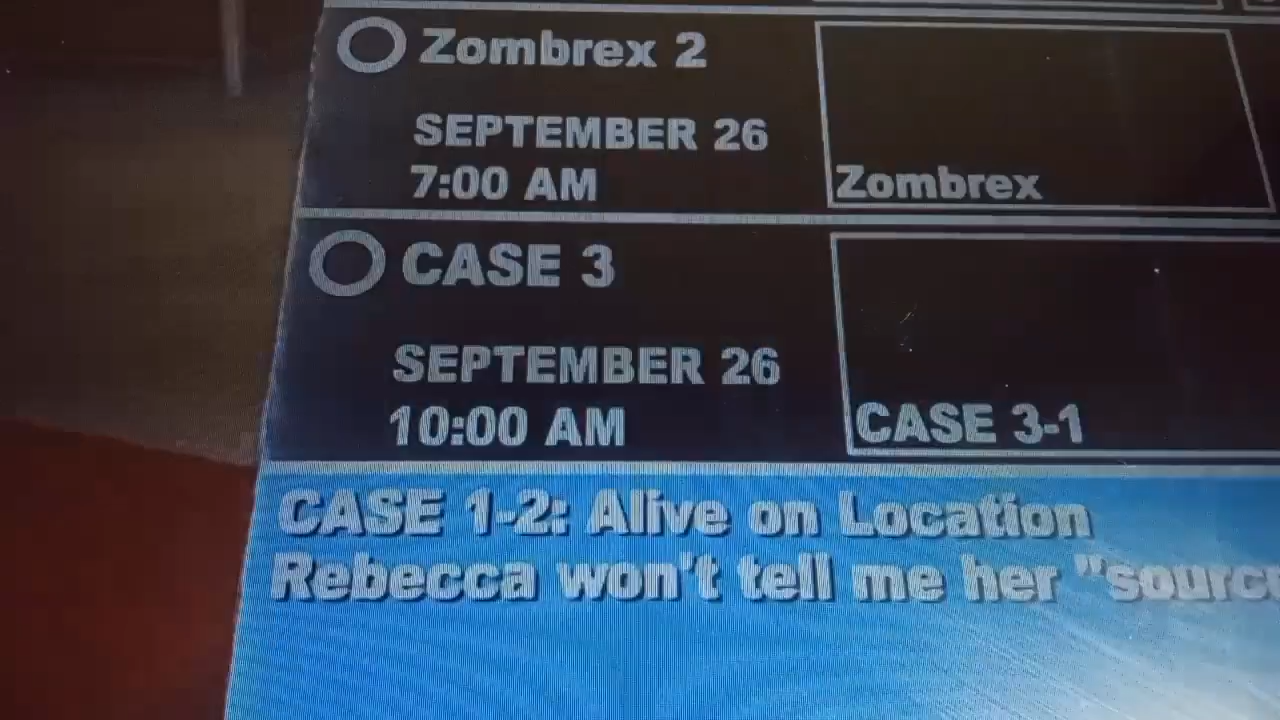 Zombrex 2
SEPTEMBER 26
7:00 AM
Zombrex
CASE 3
SEPTEMBER 26
10:00 AM
CASE 3-1
CASE 1-2: Alive on Location
Rebecca won't tell me her "sourc